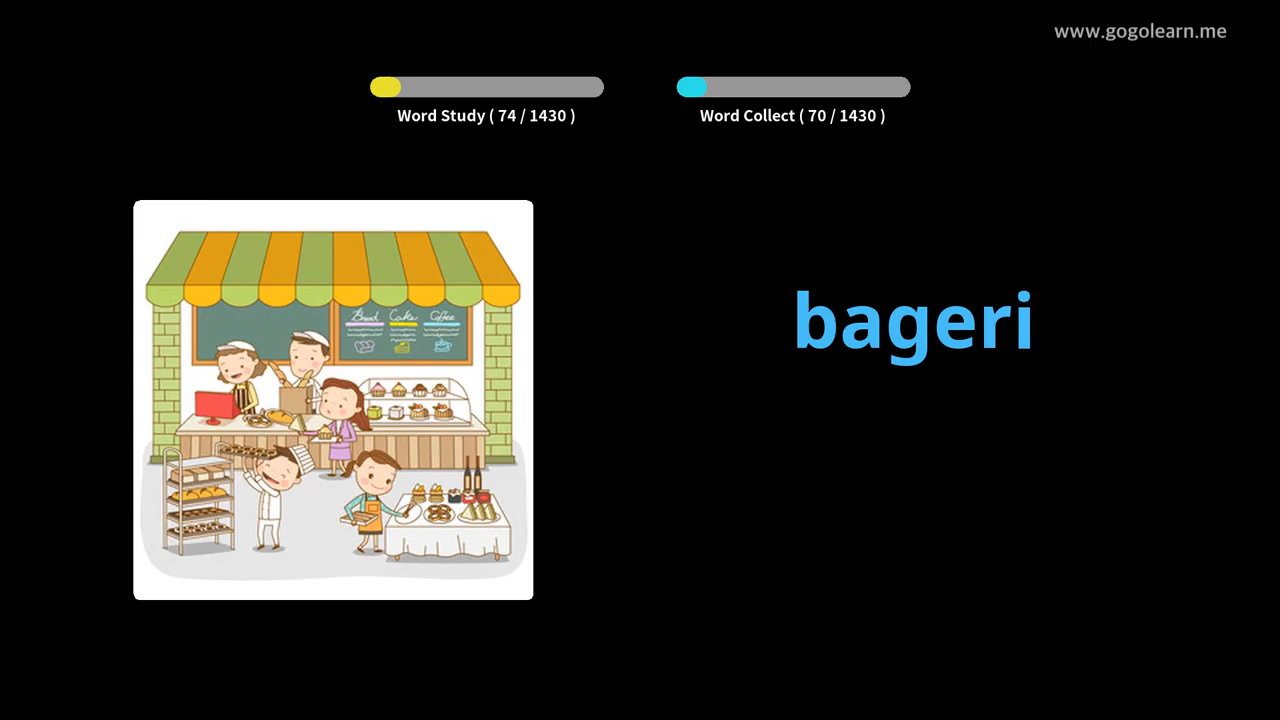 www.gogolearn.me
Word Study ( 74 / 1430 )
Word Collect ( 70 / 1430 )
Bread Cake Coffee
bageri